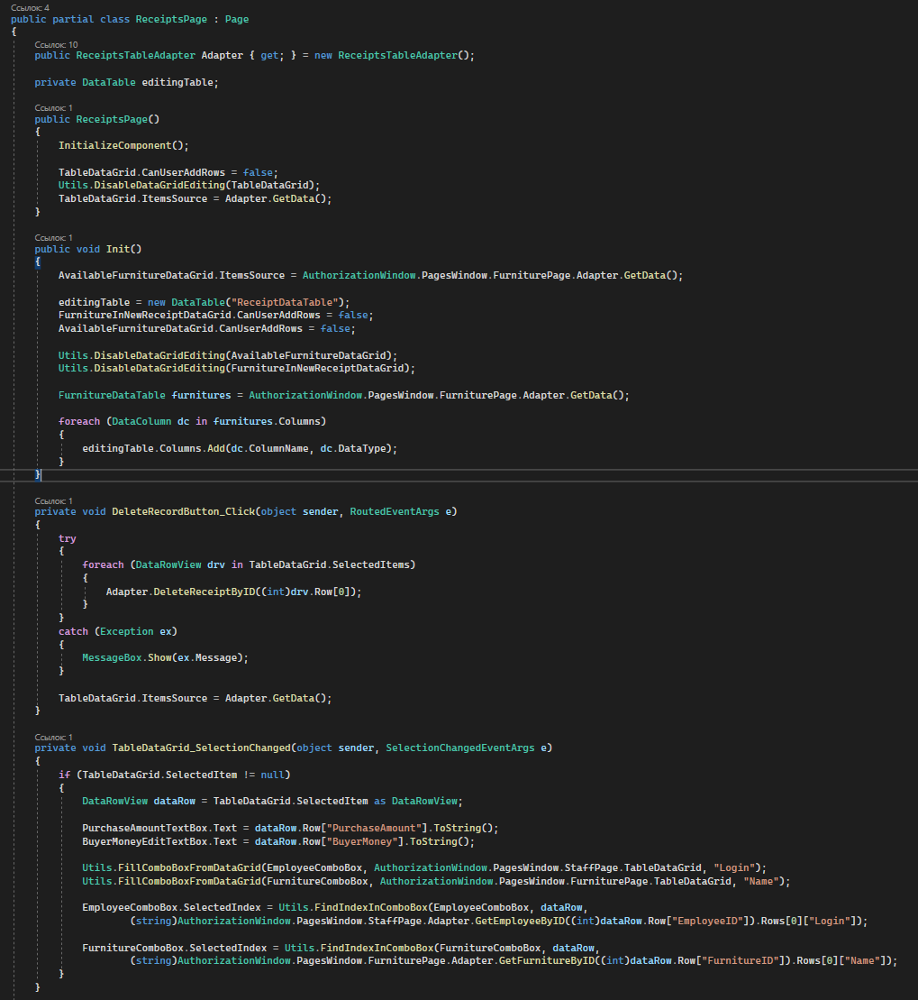 Ссылок: 4
public partial class ReceiptsPage : Page
{
Ссылок: 10
public ReceiptsTableAdapter Adapter { get; } = new ReceiptsTableAdapter();
private DataTable editingTable;
Ссылок: 1
public ReceiptsPage()
{
InitializeComponent();
TableDataGrid.CanUserAddRows = false;
Utils.DisableDataGridEditing(TableDataGrid);
TableDataGrid.ItemsSource = Adapter.GetData();
}
Ссылок: 1
public void Init()
{
AvailableFurnitureDataGrid.ItemsSource = AuthorizationWindow.PagesWindow.FurniturePage.Adapter.GetData();
editingTable = new DataTable("ReceiptDataTable");
FurnitureInNewReceiptDataGrid.CanUserAddRows = false;
AvailableFurnitureDataGrid.CanUserAddRows = false;
Utils.DisableDataGridEditing(AvailableFurnitureDataGrid);
Utils.DisableDataGridEditing(FurnitureInNewReceiptDataGrid);
FurnitureDataTable furnitures = AuthorizationWindow.PagesWindow.FurniturePage.Adapter.GetData();
foreach (DataColumn dc in furnitures.Columns)
{
editingTable.Columns.Add(dc.ColumnName, dc.DataType);
}
}
Ссылок: 1
private void DeleteRecordButton_Click(object sender, RoutedEventArgs e)
{
try
{
foreach (DataRowView drv in TableDataGrid.SelectedItems)
{
Adapter.DeleteReceiptByID((int)drv.Row[0]);
}
}
catch (Exception ex)
{
MessageBox.Show(ex.Message);
}
TableDataGrid.ItemsSource = Adapter.GetData();
}
Ссылок: 1
private void TableDataGrid_SelectionChanged(object sender, SelectionChangedEventArgs e)
{
if (TableDataGrid.SelectedItem != null)
{
DataRowView dataRow = TableDataGrid.SelectedItem as DataRowView;
PurchaseAmountTextBox.Text = dataRow.Row["PurchaseAmount"].ToString();
BuyerMoneyEditTextBox.Text = dataRow.Row["BuyerMoney"].ToString();
Utils.FillComboBoxFromDataGrid(EmployeeComboBox, AuthorizationWindow.PagesWindow.StaffPage.TableDataGrid, "Login");
Utils.FillComboBoxFromDataGrid(FurnitureComboBox, AuthorizationWindow.PagesWindow.FurniturePage.TableDataGrid, "Name");
EmployeeComboBox.SelectedIndex = Utils.FindIndexInComboBox(EmployeeComboBox, dataRow,
(string)AuthorizationWindow.PagesWindow.StaffPage.Adapter.GetEmployeeByID((int)dataRow.Row["EmployeeID"]).Rows[0]["Login"]);
FurnitureComboBox.SelectedIndex = Utils.FindIndexInComboBox(FurnitureComboBox, dataRow,
(string)AuthorizationWindow.PagesWindow.FurniturePage.Adapter.GetFurnitureByID((int)dataRow.Row["FurnitureID"]).Rows[0]["Name"]);
}
}